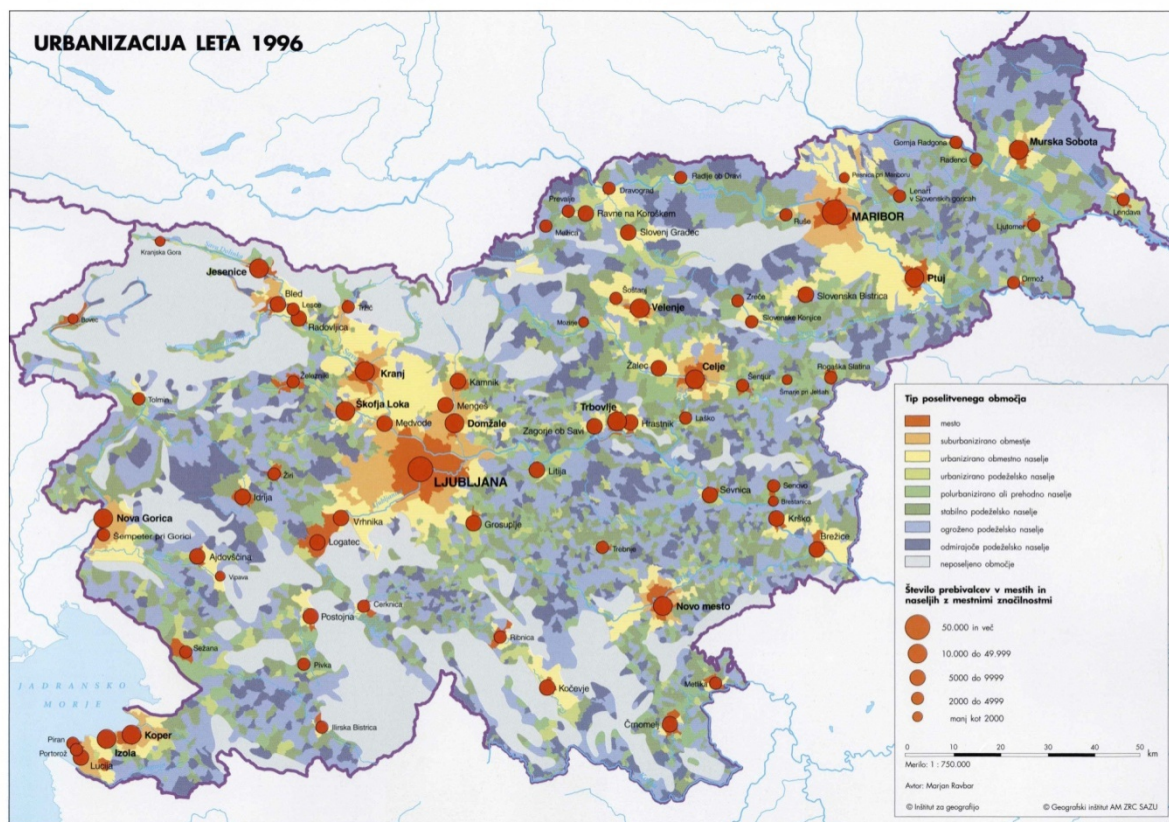 URBANIZACIJA LETA 1996
Gornja Radgona
Murska Sobota
Radenci
Pesnica pri Mariboru
Radlje ob Dravi
Dravograd
Lenart
v Slovenskih goricah
Prevalje
Ravne na Koroškem
Ruše
MARIBOR
Lendava
Mežica
Slovenj Gradec
Ljutomer
Kranjska Gora
Jesenice
Ptuj
Ormož
Bled
Lesce
Šoštanj
Zreče
Slovenska Bistrica
Tržič
Velenje
Bovec
Radovljica
Mozirje
Slovenske Konjice
Žalec
Celje
Rogaška Slatina
Kranj
Kamnik
Šentjur
Šmarje pri Jelšah
Železniki
Tolmin
Škofja Loka
Mengeš
Trbovlje
Laško
Medvode
Domžale
Zagorje ob Savi
Hrastnik
Žiri
LJUBLJANA
Litija
Idrija
Sevnica
Senovo
Brestanica
Nova Gorica
Vrhnika
Grosuplje
Krško
Šempeter pri Gorici
Logatec
Brežice
Ajdovščina
Trebnje
Vipava
Cerknica
Novo mesto
Postojna
Ribnica
Sežana
Pivka
Kočevje
Metlika
JADRANSKO
MORJE
Črnomelj
Ilirska Bistrica
Piran
Koper
Portorož
Izola
Lucija
Tip poselitvenega območja
mesto
suburbanizirano obmestje
urbanizirano obmestno naselje
urbanizirano podeželsko naselje
polurbanizirano ali prehodno naselje
stabilno podeželsko naselje
ogroženo podeželsko naselje
odmirajoče podeželsko naselje
neposeljeno območje
Število prebivalcev v mestih in
naseljih z mestnimi značilnostmi
50.000 in več
10.000 do 49.999
5000 do 9999
2000 do 4999
manj kot 2000
0 10 20 30 40 50 km
Merilo: 1 : 750.000
Avtor: Marjan Ravbar
© Inštitut za geografijo
© Geografski inštitut AM ZRC SAZU